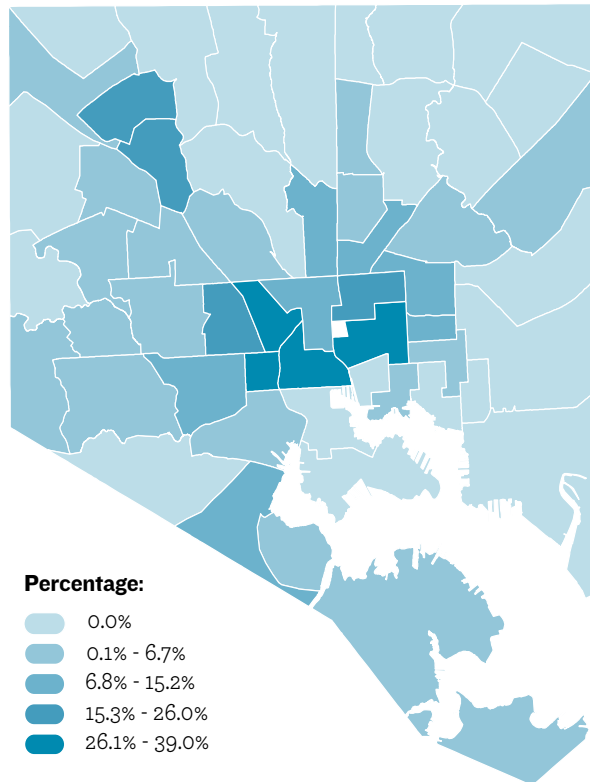 Percentage:
0.0%
0.1% - 6.7%
6.8% - 15.2%
15.3% - 26.0%
26.1% - 39.0%